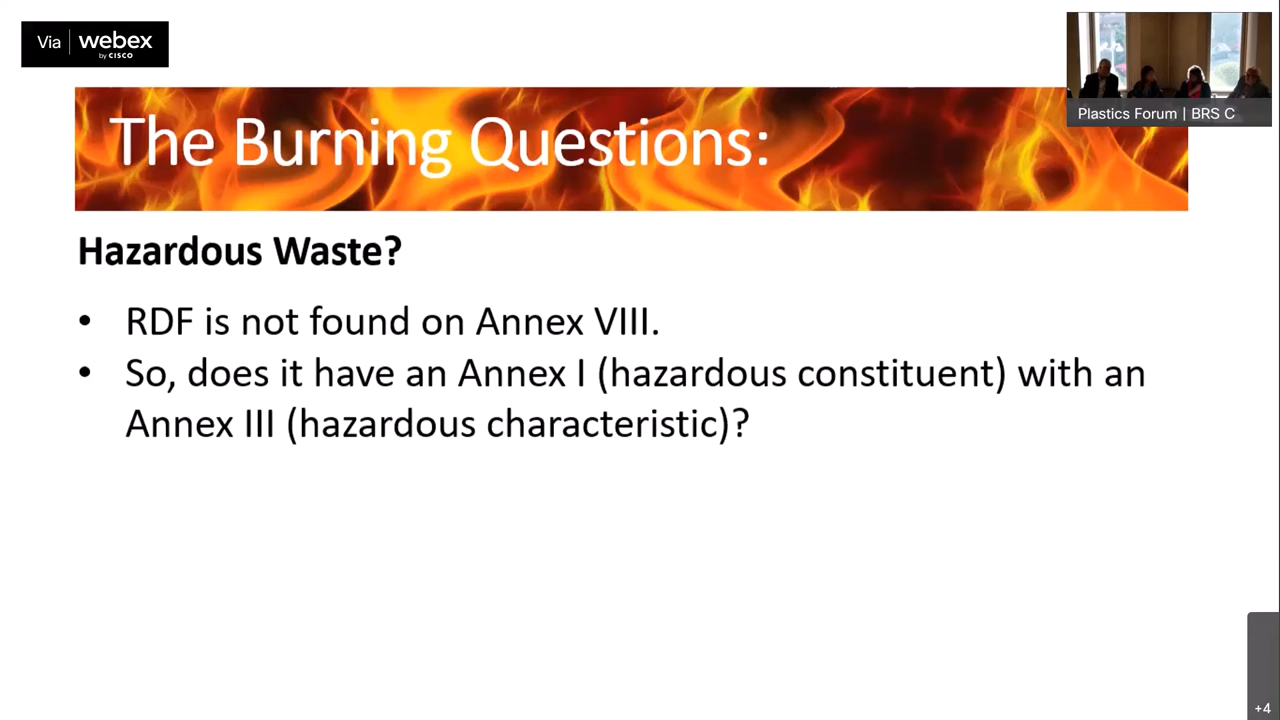 Via webex
by CISCO
Plastics Forum | BRS C
The Burning Questions:
Hazardous Waste?
• RDF is not found on Annex VIII.
• So, does it have an Annex I (hazardous constituent) with an
Annex III (hazardous characteristic)?
+4